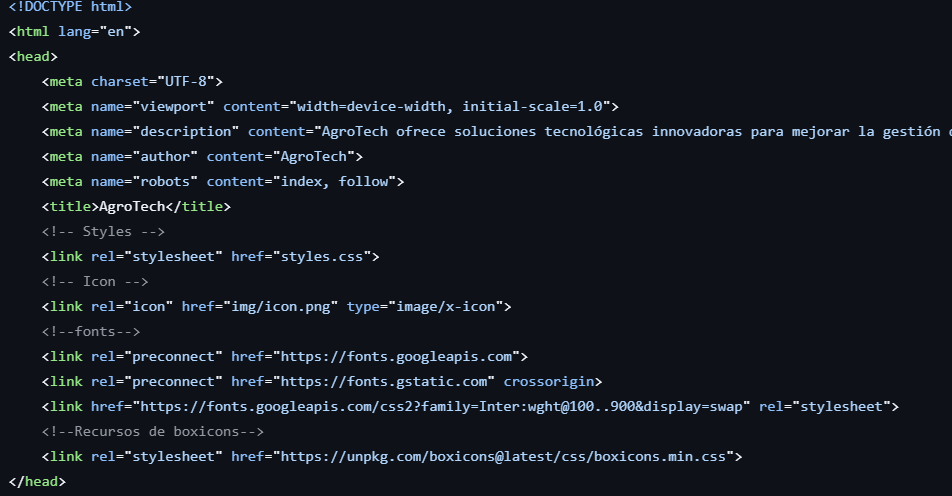 <!DOCTYPE html>
<html lang="en">
<head>
<meta charset="UTF-8">
<meta name="viewport" content="width=device-width, initial-scale=1.0">
<meta name="description" content="AgroTech ofrece soluciones tecnológicas innovadoras para mejorar la gestión
<meta name="author" content="AgroTech">
<meta name="robots" content="index, follow">
<title>AgroTech</title>
<!-- Styles -->
<link rel="stylesheet" href="styles.css">
<!-- Icon -->
<link rel="icon" href="img/icon.png" type="image/x-icon">
<!--fonts-->
<link rel="preconnect" href="https://fonts.googleapis.com">
<link rel="preconnect" href="https://fonts.gstatic.com" crossorigin>
<link href="https://fonts.googleapis.com/css2?family=Inter:wght@100..900&display=swap" rel="stylesheet">
<!--Recursos de boxicons-->
<link rel="stylesheet" href="https://unpkg.com/boxicons@latest/css/boxicons.min.css">
</head>